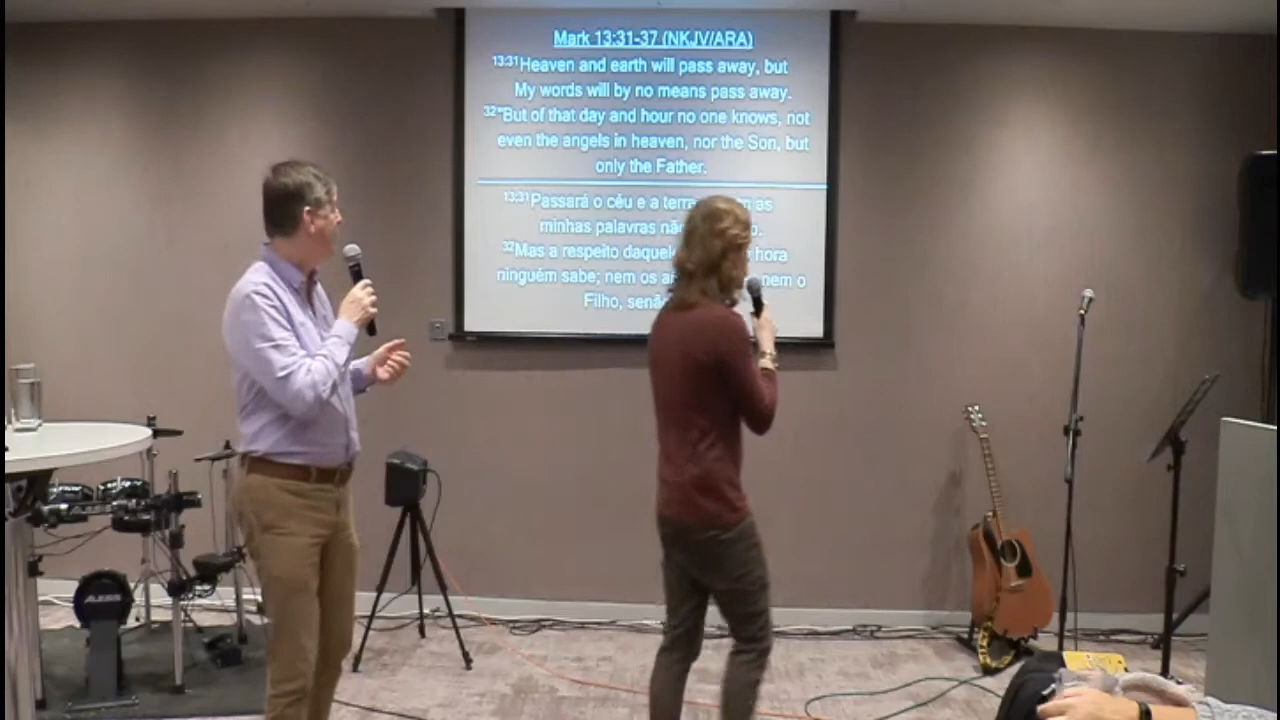 Mark 13:31-37 (NKJV/ARA)
13:31Heaven and earth will pass away, but
My words will by no means pass away.
32"But of that day and hour no one knows, not
even the angels in heaven, nor the Son, but
only the Father.
13:31Passará o céu e a terra as
minhas palavras
32Mas a respeito hora
ninguém sabe; nem os nem o
Filho,
ALESIS